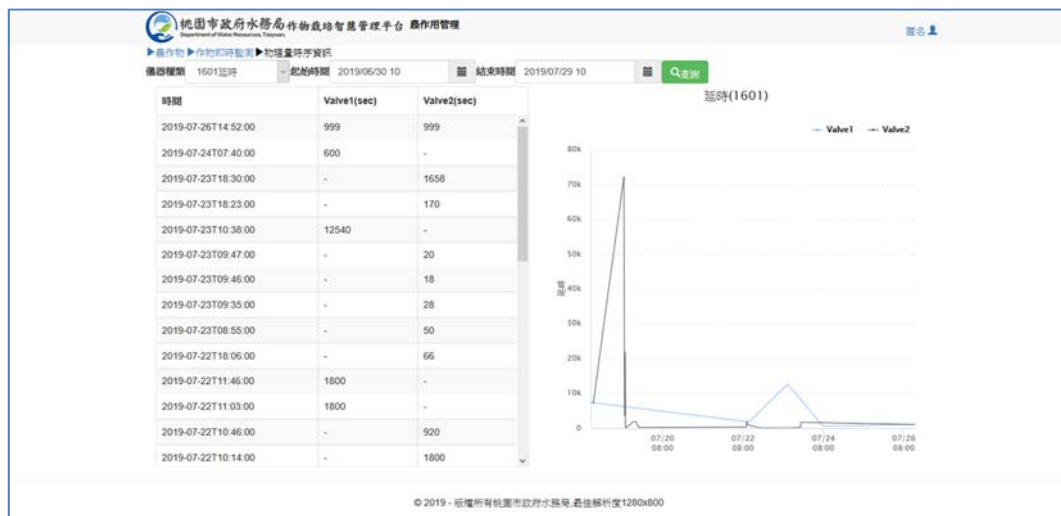 桃園市政府水務局作物栽培智慧管理平台 農作用管理
Department of Water Resources, Taoyuan.
匿名
▶農作物 ▶作物即時監測 ▶物理量時序資訊
儀器種類 1601延時 起始時間 2019/06/30 10 結束時間 2019/07/29 10 查詢
時間 Valve1(sec) Valve2(sec)
2019-07-26T14:52:00 999 999
2019-07-24T07:40:00 600 -
2019-07-23T18:30:00 - 1658
2019-07-23T18:23:00 - 170
2019-07-23T10:38:00 12540 -
2019-07-23T09:47:00 - 20
2019-07-23T09:46:00 - 18
2019-07-23T09:35:00 - 28
2019-07-23T08:55:00 - 50
2019-07-22T18:06:00 - 66
2019-07-22T11:46:00 1800 -
2019-07-22T11:03:00 1800 -
2019-07-22T10:46:00 - 920
2019-07-22T10:14:00 - 1800
延時(1601)
Valve1 Valve2
80k
70k
60k
50k
40k
30k
20k
10k
0
延時
07/20 07/22 07/24 07/26
08:00 08:00 08:00 08:00
© 2019 - 版權所有桃園市政府水務局,最佳解析度1280x800